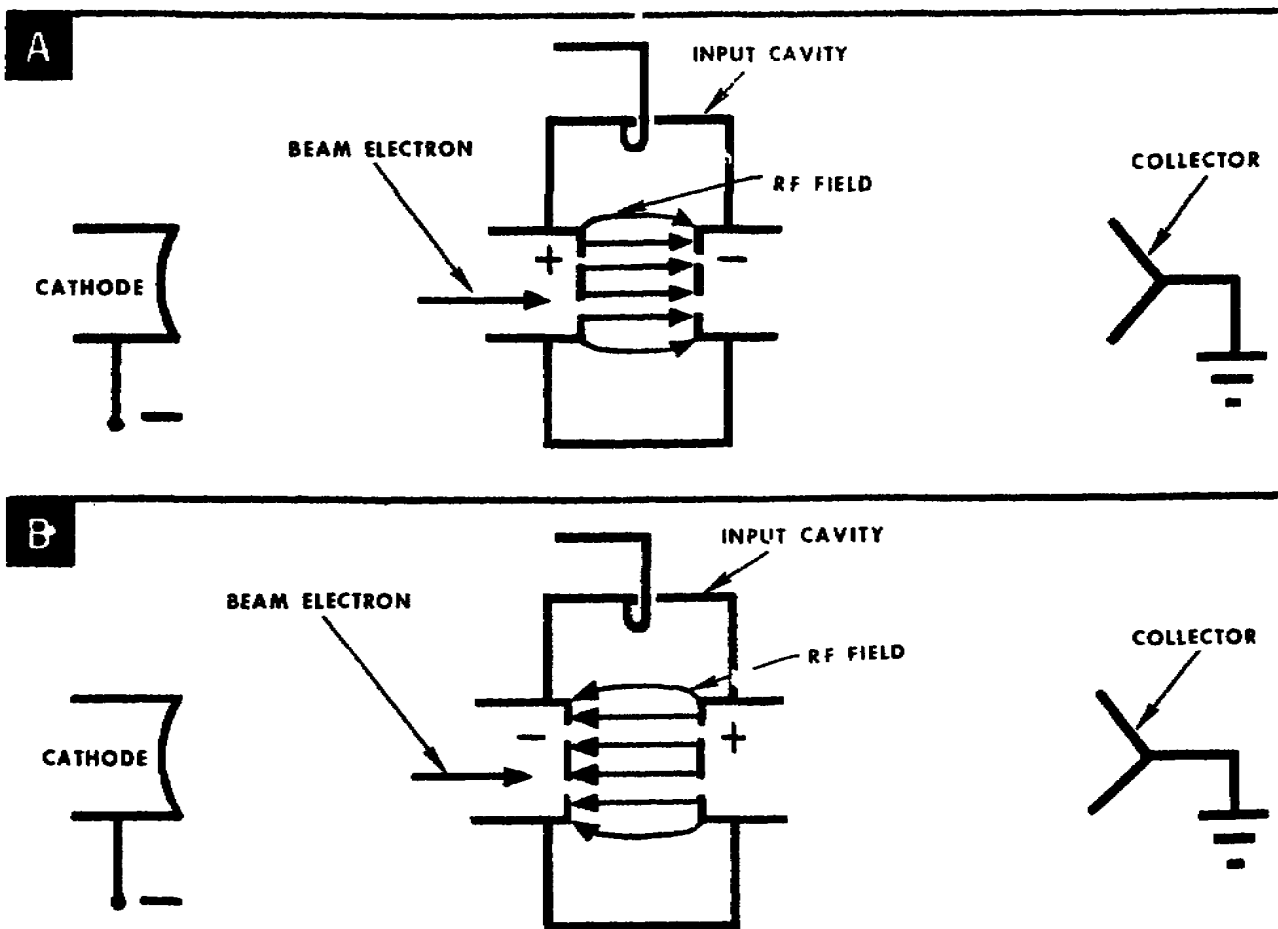 A
INPUT CAVITY
BEAM ELECTRON
RF FIELD
COLLECTOR
+
-
CATHODE
-
B
INPUT CAVITY
BEAM ELECTRON
RF FIELD
COLLECTOR
-
+
CATHODE
-